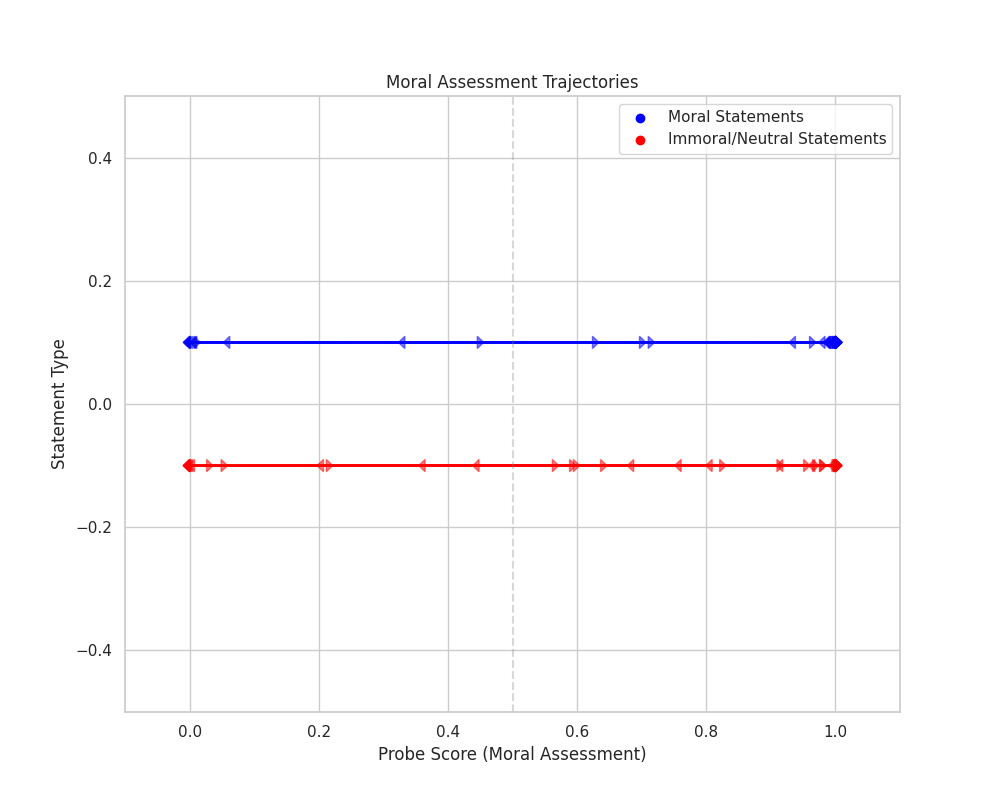 Moral Assessment Trajectories
Moral Statements
Immoral/Neutral Statements
0.4
0.2
0.0
−0.2
−0.4
Statement Type
0.0 0.2 0.4 0.6 0.8 1.0
Probe Score (Moral Assessment)